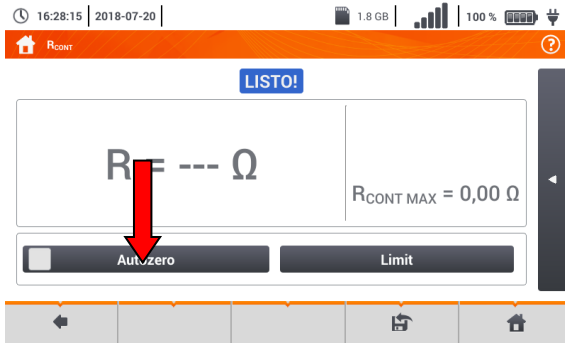 16:28:15 2018-07-20 1.8 GB 100 %
RCONT ?
LISTO!
R = --- Ω
RCONT MAX = 0,00 Ω
Autozero Limit